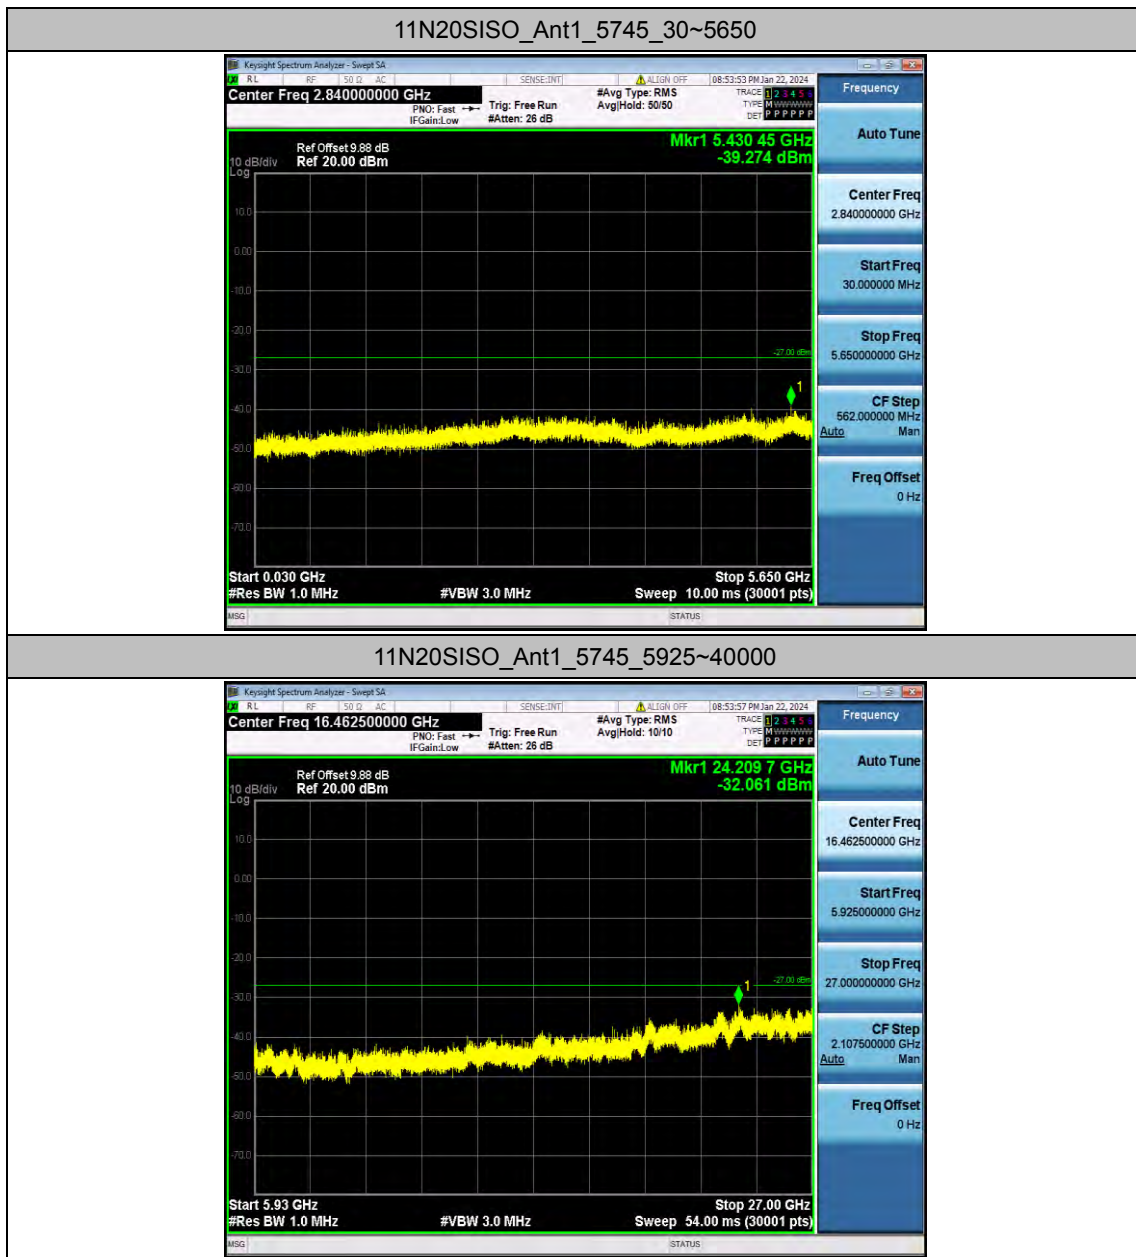 11N20SISO_Ant1_5745_30~5650
Keysight Spectrum Analyzer - Swept SA
RL RF 50 Ω AC SENSE:INT ALIGN OFF 08:53:53 PM Jan 22, 2024
Center Freq 2.840000000 GHz
PNO: Fast
IFGain:Low
Trig: Free Run
#Atten: 26 dB
#Avg Type: RMS
Avg|Hold: 50/50
TRACE 1 2 3 4 5 6
TYPE M WWWWW
DET P P P P P P
Ref Offset 9.88 dB
Ref 20.00 dBm
10 dB/div
Log
Mkr1 5.430 45 GHz
-39.274 dBm
10.0
0.00
-10.0
-20.0
-27.00 dBm
-30.0
1
-40.0
-50.0
-60.0
-70.0
Start 0.030 GHz
Stop 5.650 GHz
#Res BW 1.0 MHz
#VBW 3.0 MHz
Sweep 10.00 ms (30001 pts)
MSG
STATUS
Frequency
Auto Tune
Center Freq
2.840000000 GHz
Start Freq
30.000000 MHz
Stop Freq
5.650000000 GHz
CF Step
562.000000 MHz
Auto Man
Freq Offset
0 Hz
11N20SISO_Ant1_5745_5925~40000
Keysight Spectrum Analyzer - Swept SA
RL RF 50 Ω AC SENSE:INT ALIGN OFF 08:53:57 PM Jan 22, 2024
Center Freq 16.462500000 GHz
PNO: Fast
IFGain:Low
Trig: Free Run
#Atten: 26 dB
#Avg Type: RMS
Avg|Hold: 10/10
TRACE 1 2 3 4 5 6
TYPE M WWWWW
DET P P P P P P
Ref Offset 9.88 dB
Ref 20.00 dBm
10 dB/div
Log
Mkr1 24.209 7 GHz
-32.061 dBm
10.0
0.00
-10.0
-20.0
-27.00 dBm
1
-30.0
-40.0
-50.0
-60.0
-70.0
Start 5.93 GHz
Stop 27.00 GHz
#Res BW 1.0 MHz
#VBW 3.0 MHz
Sweep 54.00 ms (30001 pts)
MSG
STATUS
Frequency
Auto Tune
Center Freq
16.462500000 GHz
Start Freq
5.925000000 GHz
Stop Freq
27.000000000 GHz
CF Step
2.107500000 GHz
Auto Man
Freq Offset
0 Hz